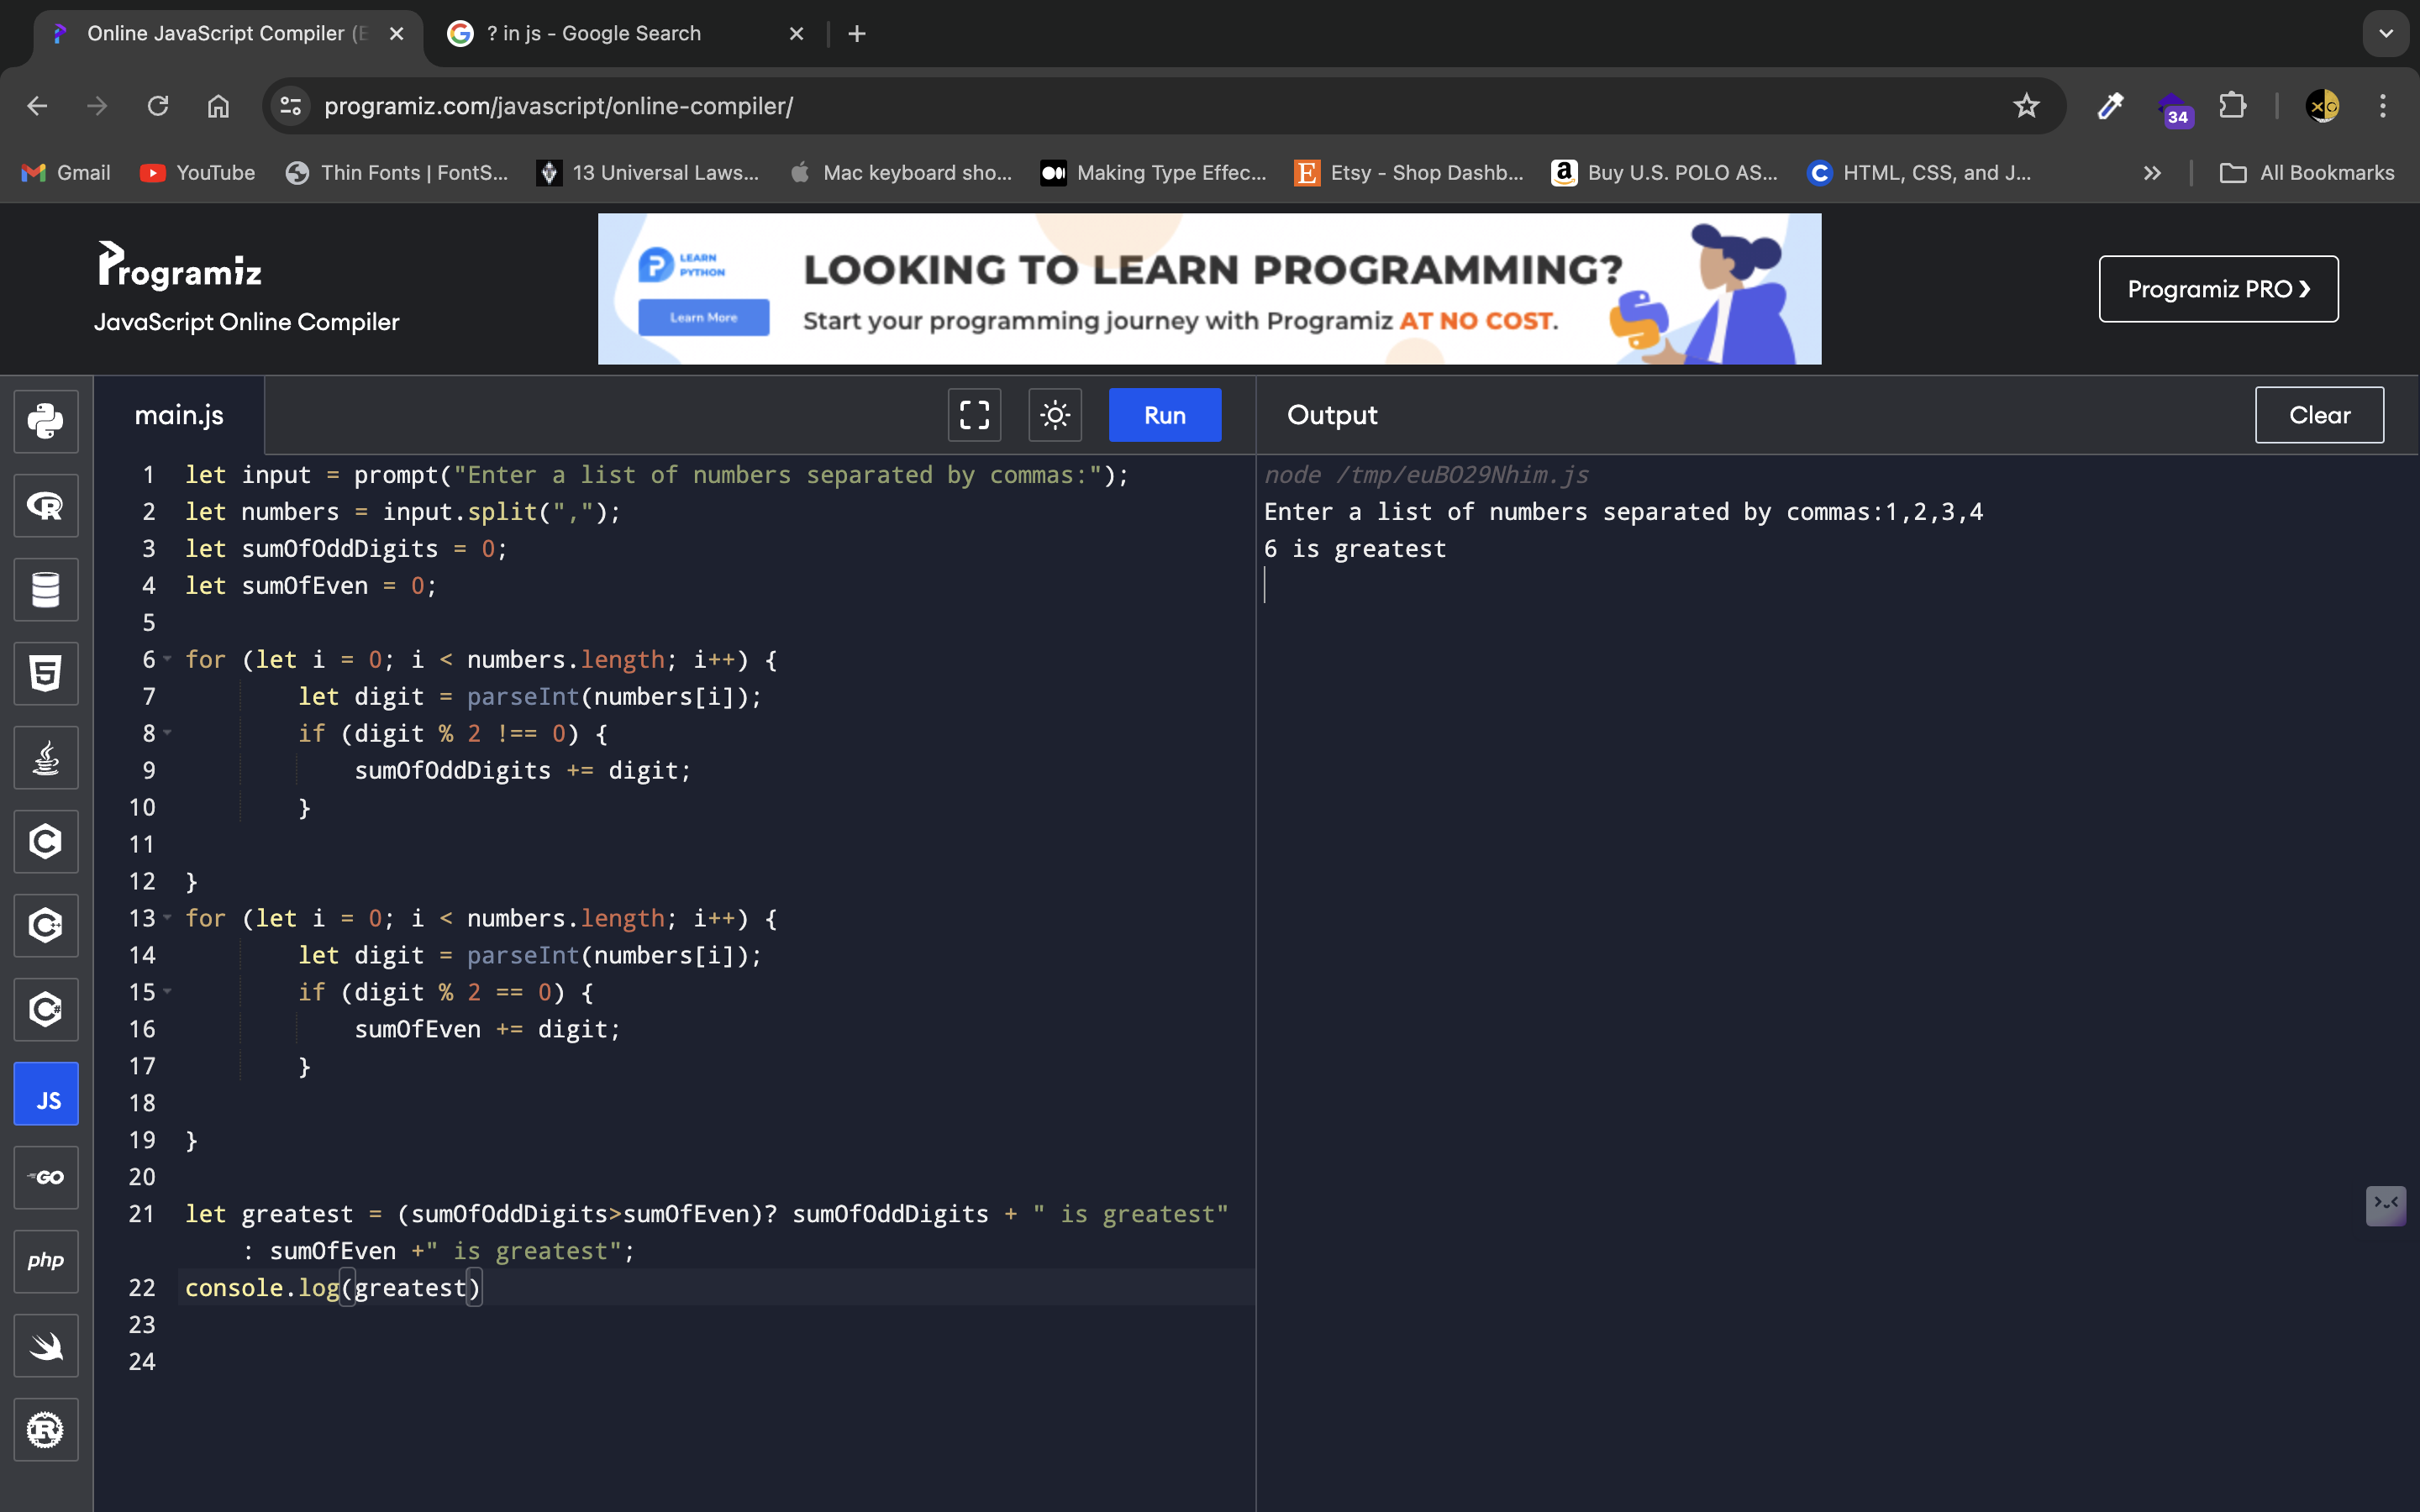 Online JavaScript Compiler (E
? in js - Google Search
programiz.com/javascript/online-compiler/
34
Gmail
YouTube
Thin Fonts | FontS...
13 Universal Laws...
Mac keyboard sho...
Making Type Effec...
Etsy - Shop Dashb...
Buy U.S. POLO AS...
HTML, CSS, and J...
All Bookmarks
Programiz
JavaScript Online Compiler
LEARN
PYTHON
Learn More
LOOKING TO LEARN PROGRAMMING?
Start your programming journey with Programiz AT NO COST.
Programiz PRO ❯
main.js
Run
Output
Clear
1 let input = prompt("Enter a list of numbers separated by commas:");
2 let numbers = input.split(",");
3 let sumOfOddDigits = 0;
4 let sumOfEven = 0;
5
6 for (let i = 0; i < numbers.length; i++) {
7         let digit = parseInt(numbers[i]);
8         if (digit % 2 !== 0) {
9             sumOfOddDigits += digit;
10         }
11
12 }
13 for (let i = 0; i < numbers.length; i++) {
14         let digit = parseInt(numbers[i]);
15         if (digit % 2 == 0) {
16             sumOfEven += digit;
17         }
18
19 }
20
21 let greatest = (sumOfOddDigits>sumOfEven)? sumOfOddDigits + " is greatest"
    : sumOfEven +" is greatest";
22 console.log(greatest)
23
24
node /tmp/euBO29Nhim.js
Enter a list of numbers separated by commas:1,2,3,4
6 is greatest
R
5
C
C++
C#
JS
GO
php
R